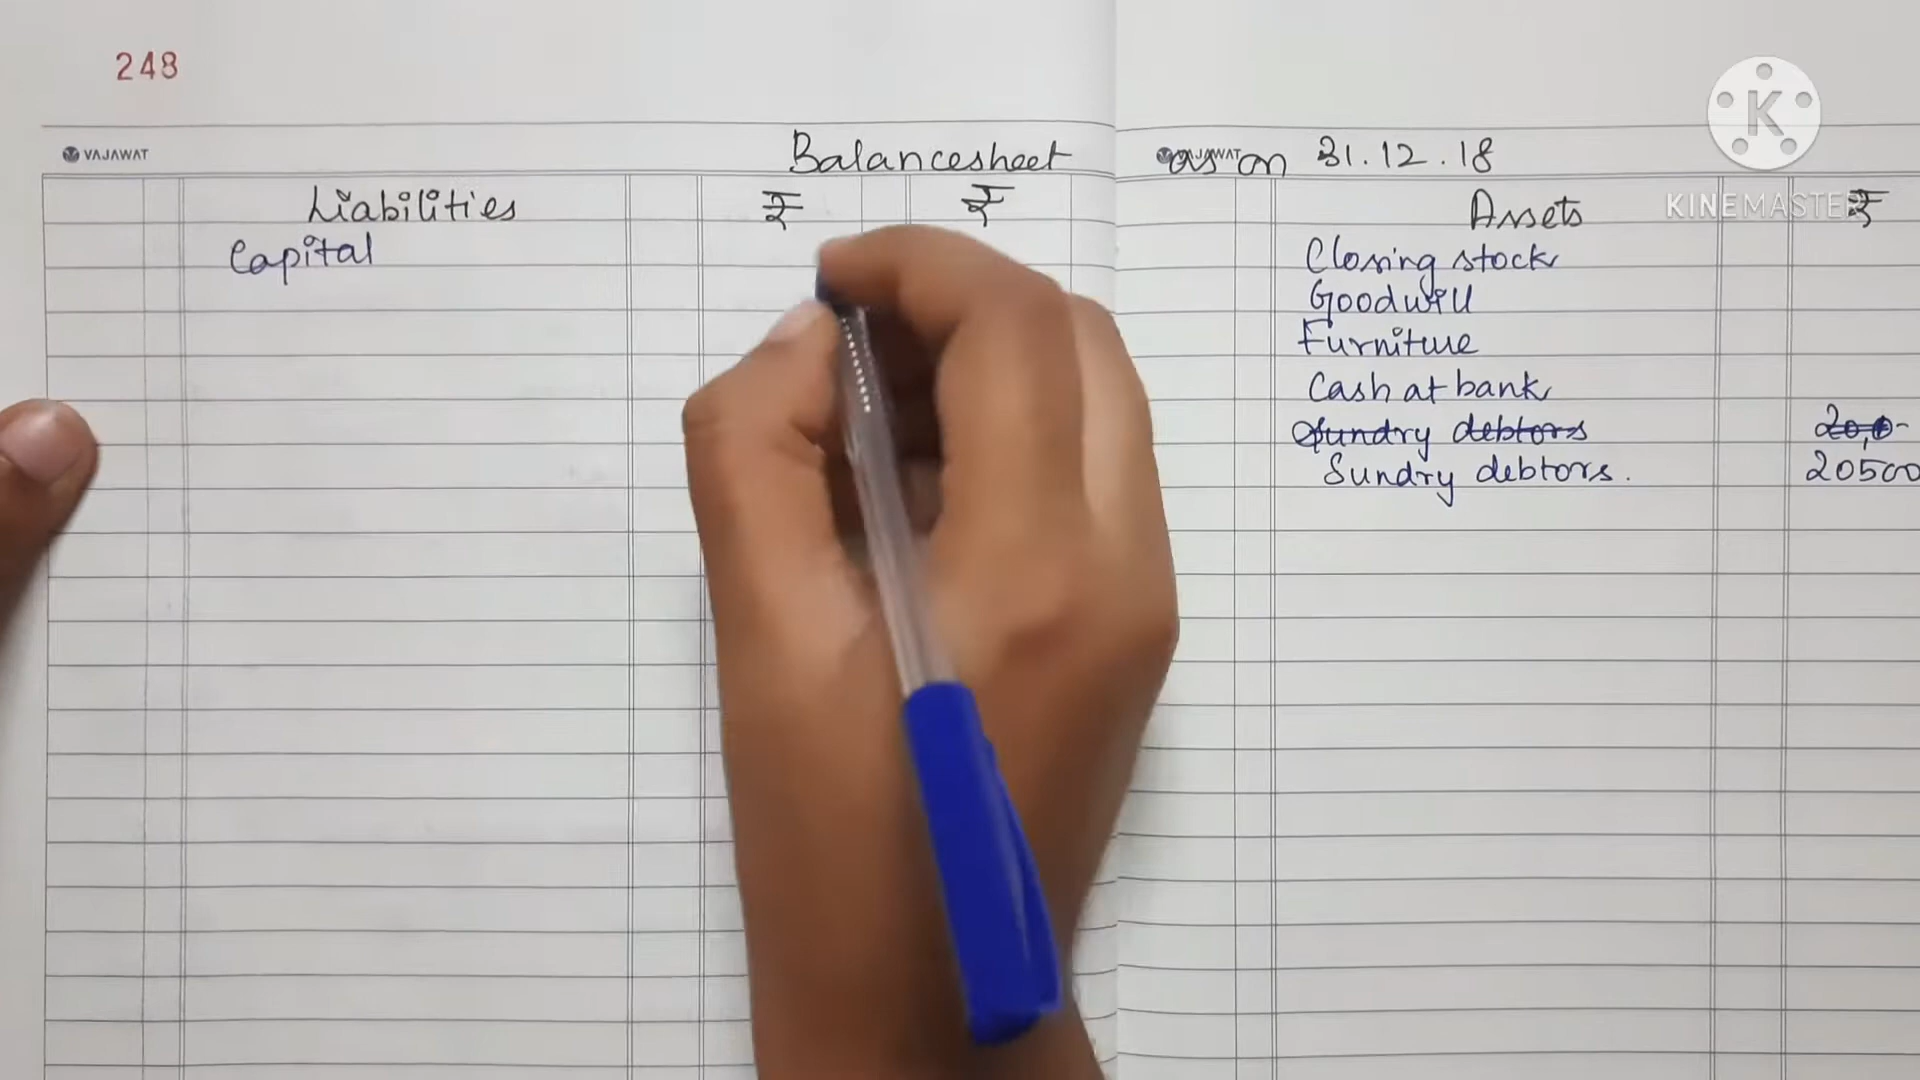 248
VAJAWAT
Balancesheet as on 31.12.18
K
KINEMASTER
Liabilities ₹ ₹
Capital
Assets ₹
Closing stock
Goodwill
Furniture
Cash at bank
Sundry debtors
Sundry debtors. 20500